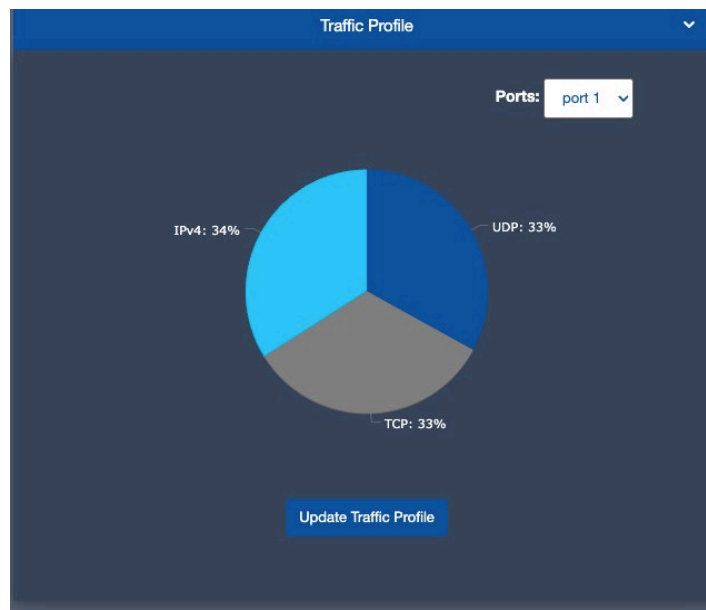 Traffic Profile
Ports: port 1
IPv4: 34%
UDP: 33%
TCP: 33%
Update Traffic Profile